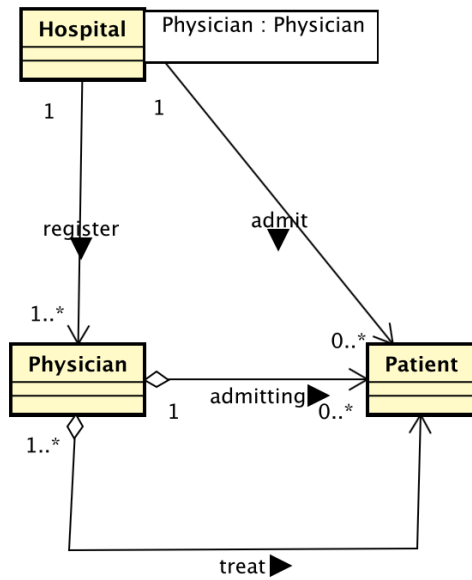 Hospital
Physician : Physician
1
1
register
admit
1..*
0..*
Physician
Patient
admitting
1
0..*
1..*
treat